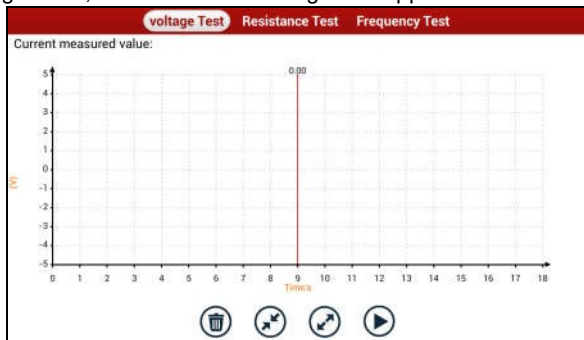 voltage Test Resistance Test Frequency Test
Current measured value:
0.00
5
4
3
2
1
0
-1
-2
-3
-4
-5
(V)
0 1 2 3 4 5 6 7 8 9 10 11 12 13 14 15 16 17 18
Times